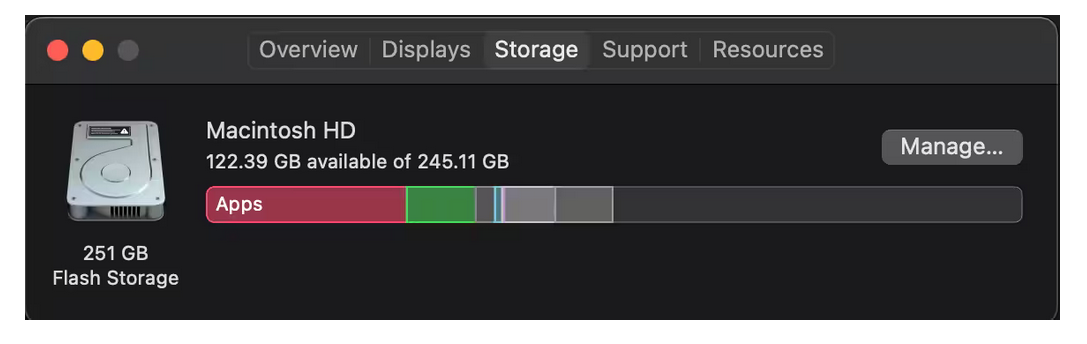 Overview Displays Storage Support Resources
Macintosh HD
122.39 GB available of 245.11 GB
Manage...
Apps
251 GB
Flash Storage